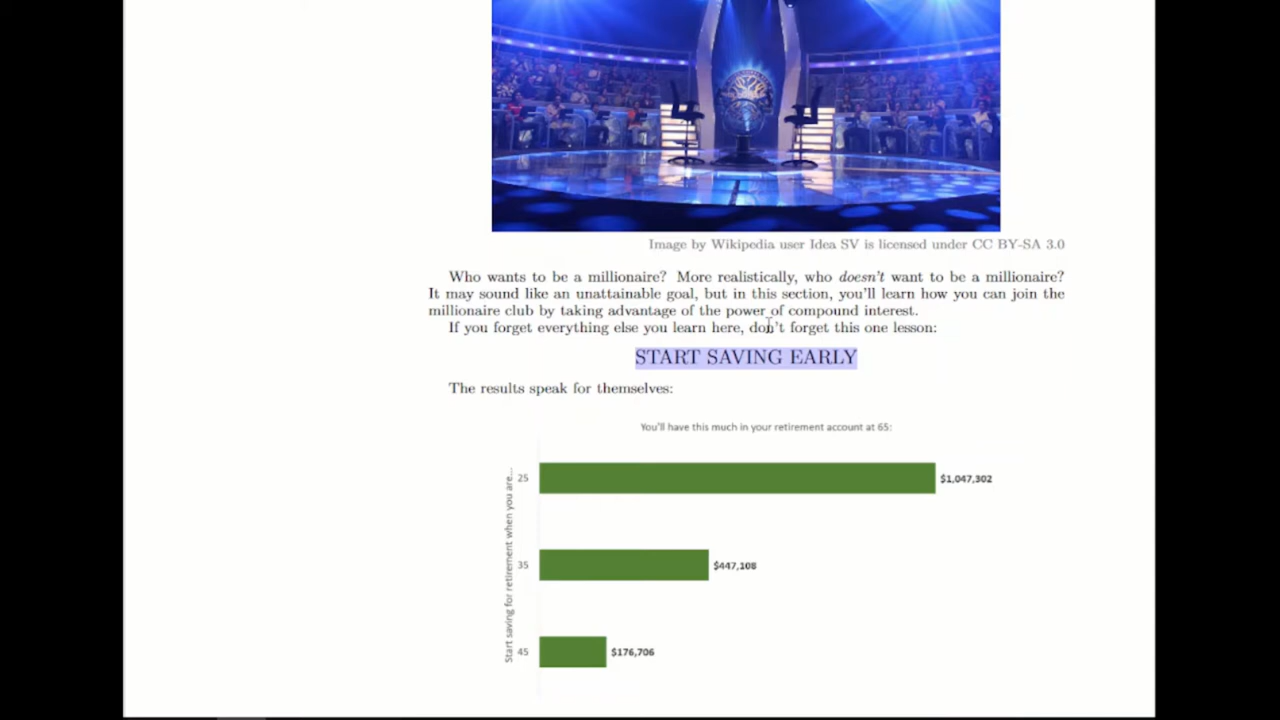 Image by Wikipedia user Idea SV is licensed under CC BY-SA 3.0
Who wants to be a millionaire? More realistically, who doesn't want to be a millionaire?
It may sound like an unattainable goal, but in this section, you'll learn how you can join the
millionaire club by taking advantage of the power of compound interest.
If you forget everything else you learn here, don't forget this one lesson:
START SAVING EARLY
The results speak for themselves:
You'll have this much in your retirement account at 65:
Start saving for retirement when you are...
25
$1,047,302
35
$447,108
45
$176,706